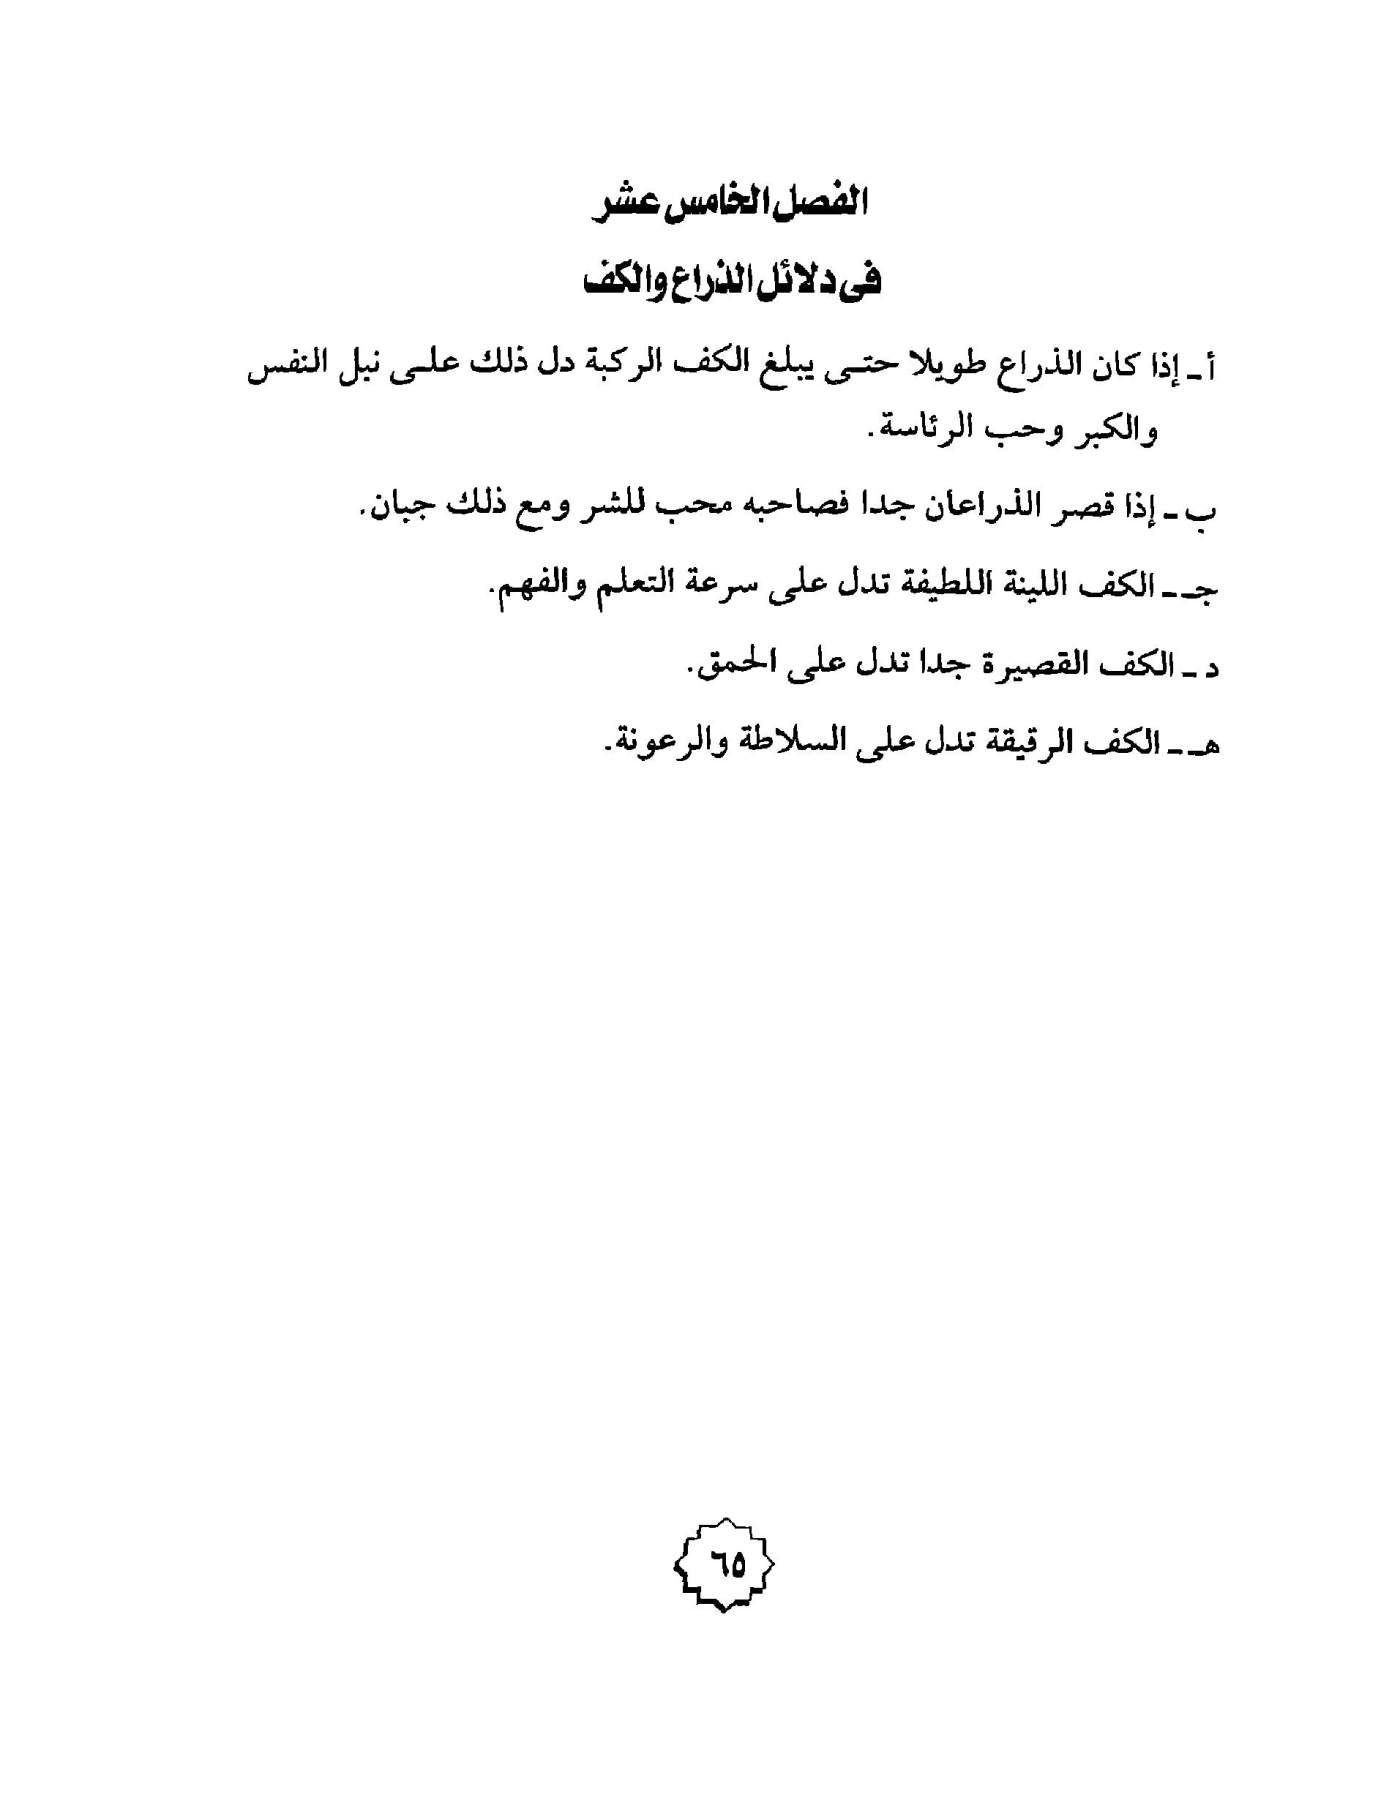 الفصل الخامس عشر
فى دلائل الذراع والكف
أ ـ إذا كان الذراع طويلا حتـى يبلغ الكف الركبة دل ذلك علـى نبل النفس
والكبر وحب الرئاسة.
ب ـ إذا قصر الذراعان جدا فصاحبه محب للشر ومع ذلك جبان.
جـ ـ الكف اللينة اللطيفة تدل على سرعة التعلم والفهم.
د ـ الكف القصيرة جدا تدل على الحمق.
هـ ـ الكف الرقيقة تدل على السلاطة والرعونة.
٦٥